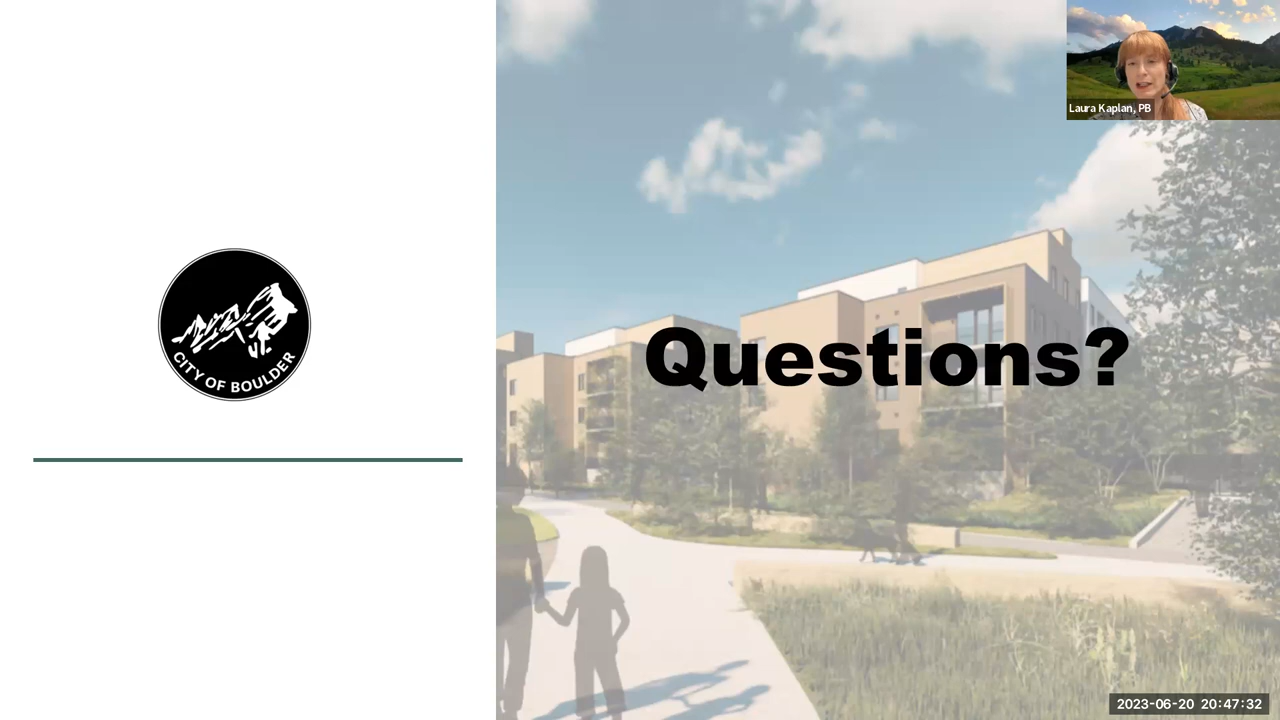 Laura Kaplan, PB
CITY OF BOULDER
Questions?
2023-06-20 20:47:32